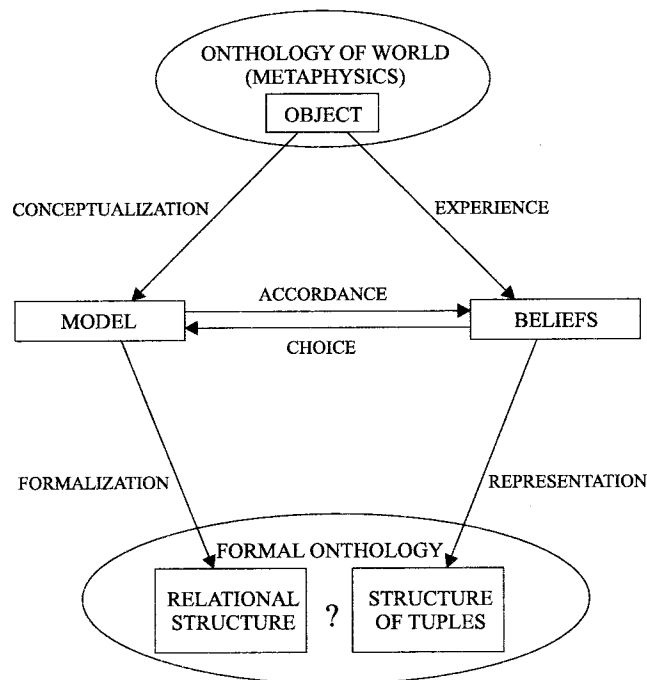 ONTHOLOGY OF WORLD
(METAPHYSICS)
OBJECT
CONCEPTUALIZATION
EXPERIENCE
ACCORDANCE
MODEL
BELIEFS
CHOICE
FORMALIZATION
REPRESENTATION
FORMAL ONTHOLOGY
RELATIONAL
STRUCTURE
?
STRUCTURE
OF TUPLES